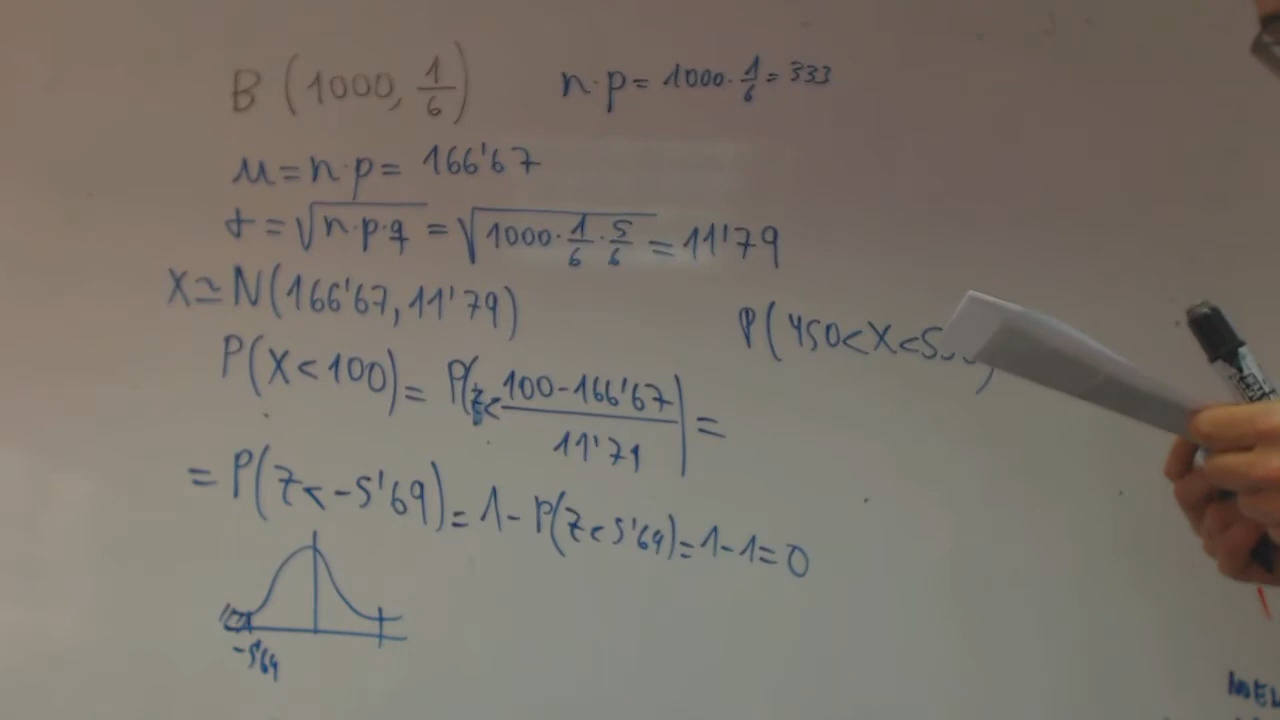 B (1000, 1/6)
n·p = 1000·1/6 = 333
μ = n·p = 166'67
σ = √(n·p·q) = √(1000·1/6·5/6) = 11'79
X ≃ N(166'67, 11'79)
P(450<X<5
P(X<100) = P(Z< (100-166'67)/11'71) =
= P(Z<-5'69) = 1 - P(Z<5'69) = 1-1 = 0
-5'69